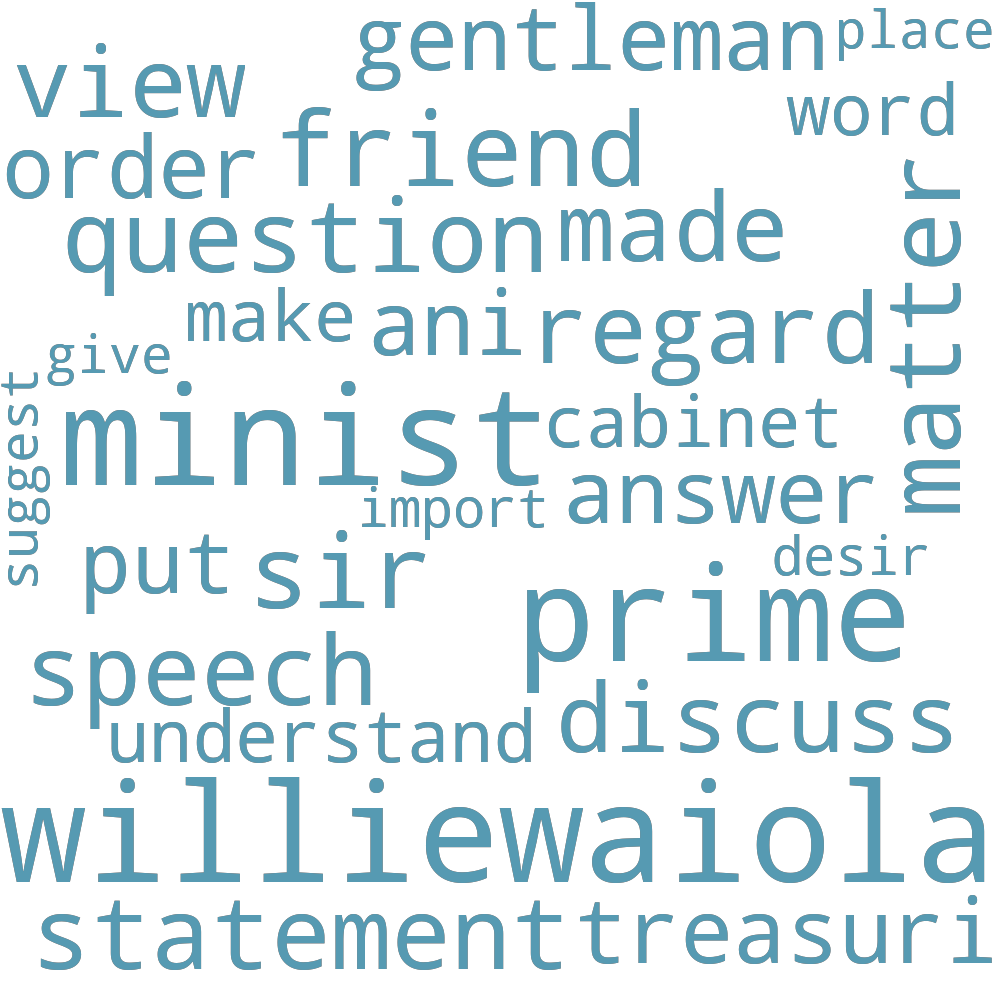 gentleman place
view
word
friend
order
matter
question made
make ani regard
give
suggest
minist cabinet
answer
import
put sir
desir
prime
speech
discuss
understand
williewaiola
statement treasuri